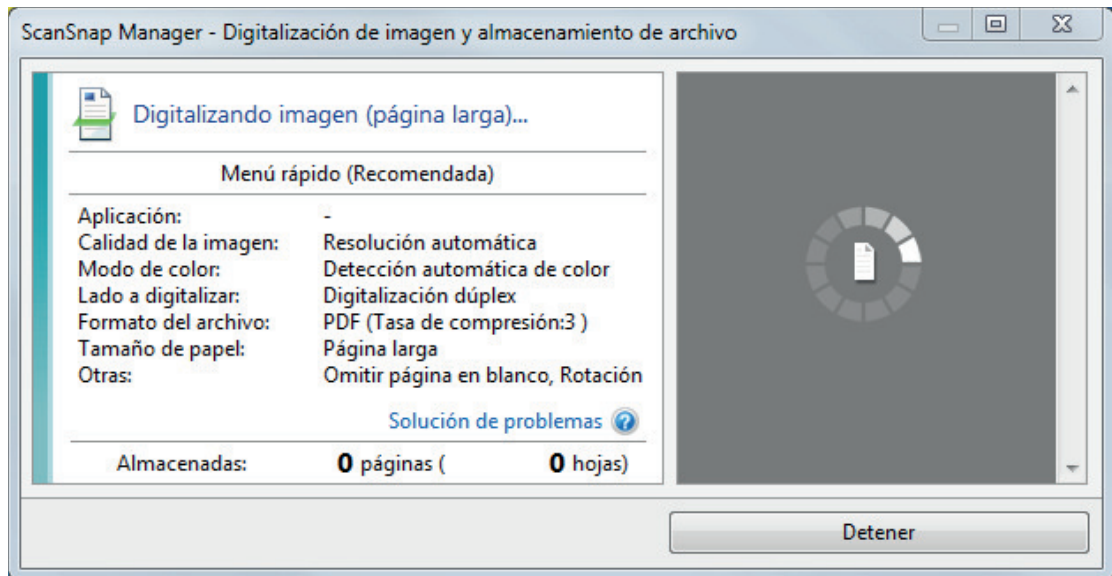 ScanSnap Manager - Digitalización de imagen y almacenamiento de archivo
Digitalizando imagen (página larga)...
Menú rápido (Recomendada)
Aplicación: -
Calidad de la imagen: Resolución automática
Modo de color: Detección automática de color
Lado a digitalizar: Digitalización dúplex
Formato del archivo: PDF (Tasa de compresión:3 )
Tamaño de papel: Página larga
Otras: Omitir página en blanco, Rotación
Solución de problemas ?
Almacenadas: 0 páginas ( 0 hojas)
Detener